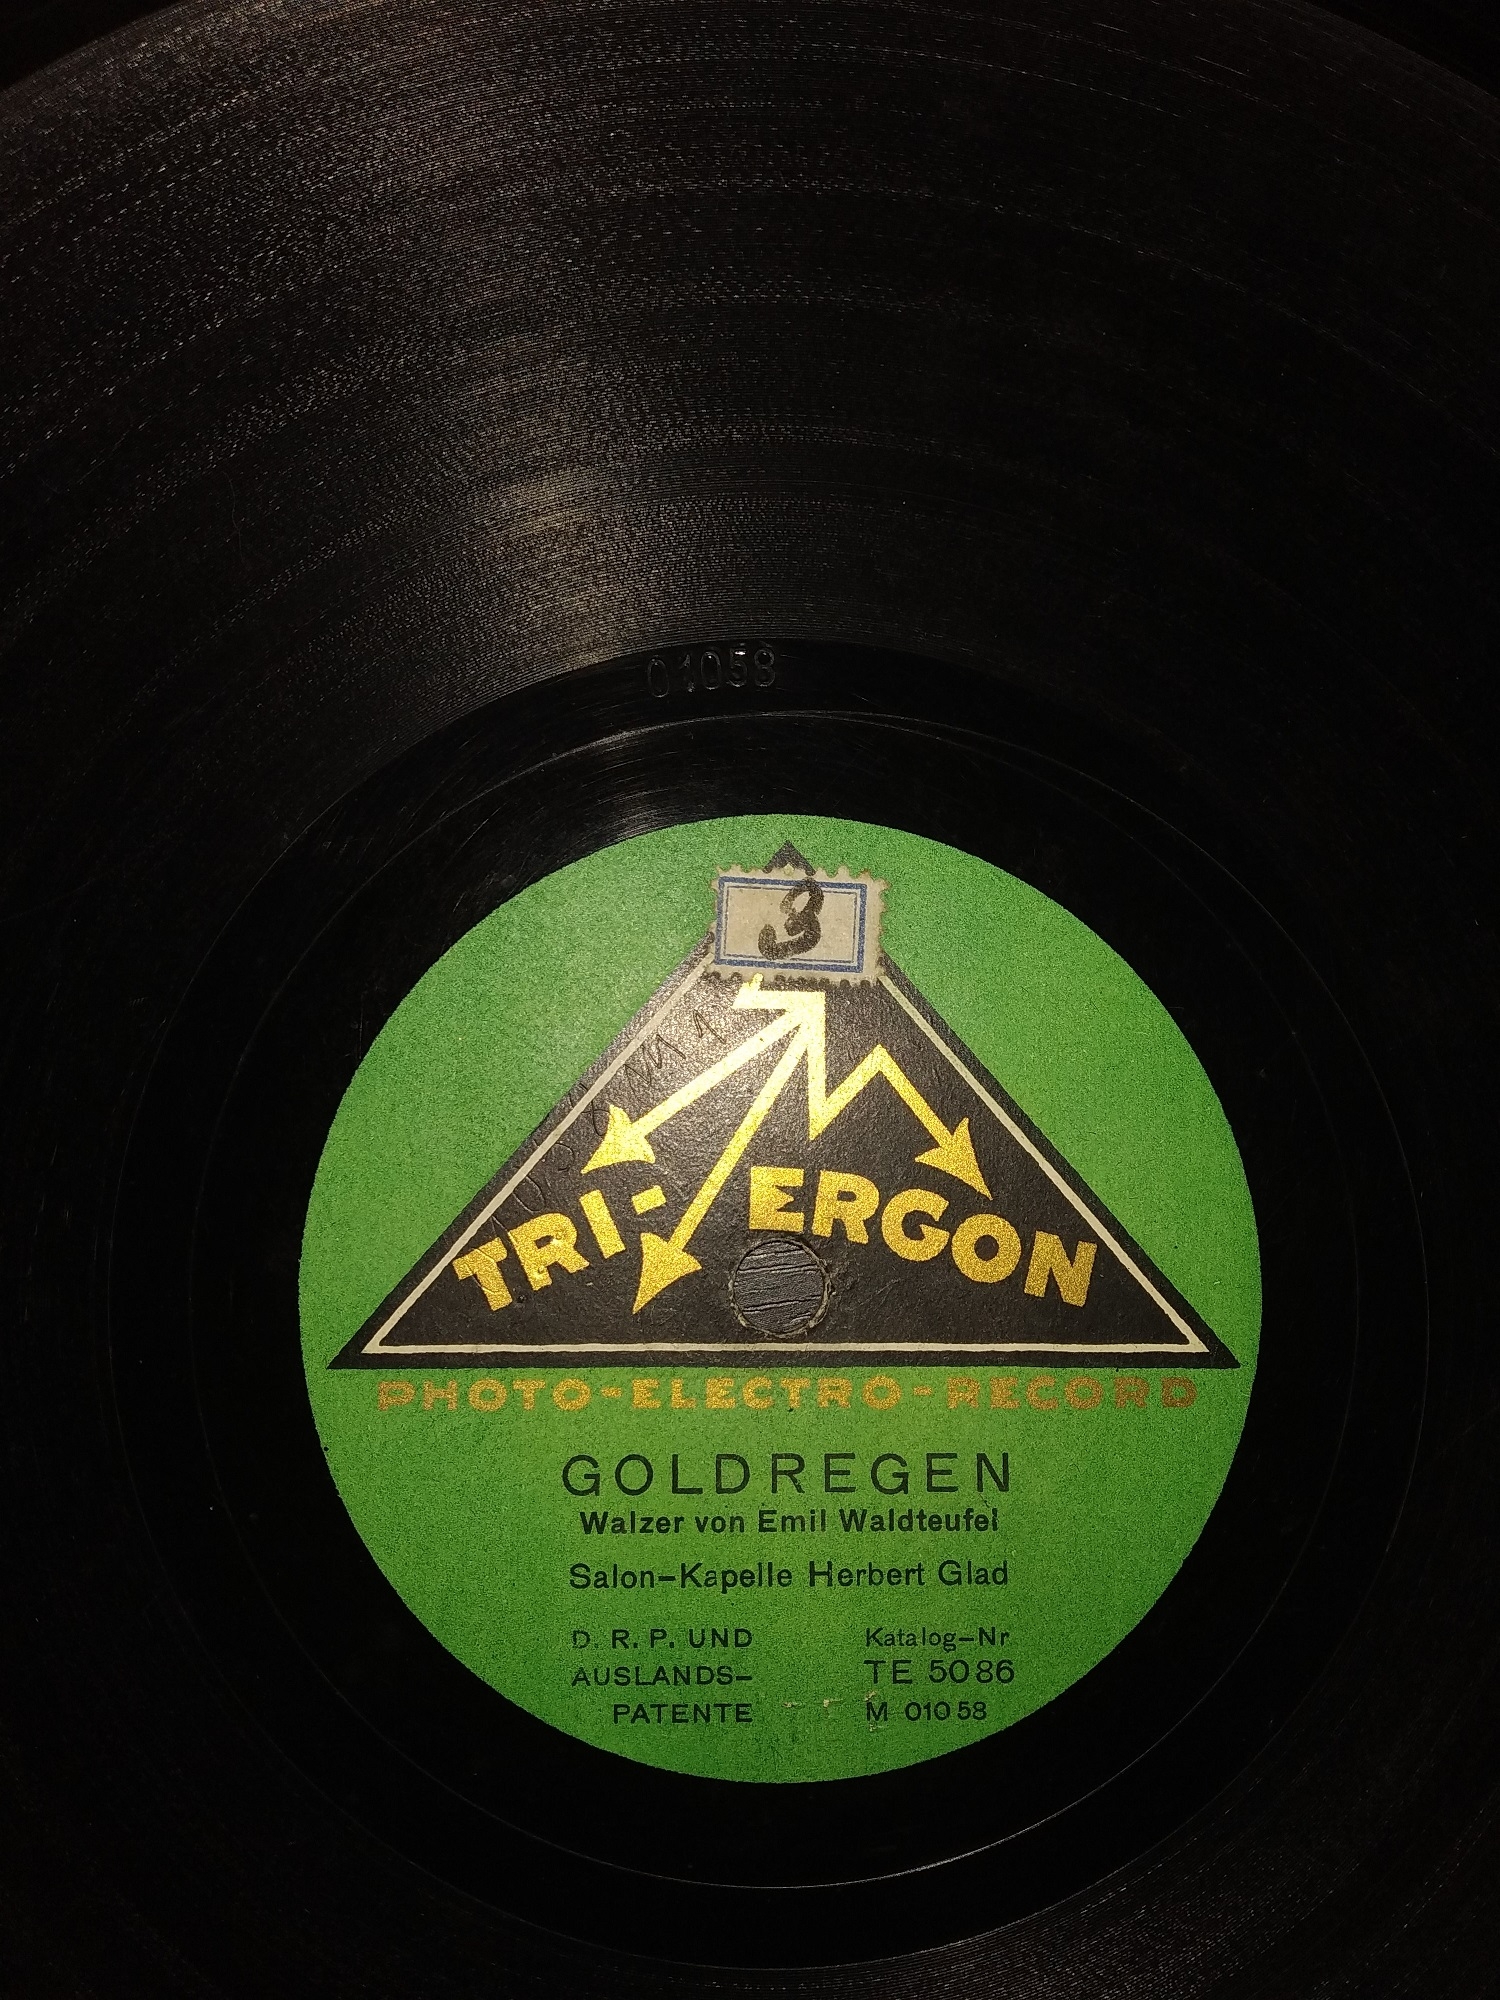 01058
3
TRI-ERGON
PHOTO-ELECTRO-RECORD
GOLDREGEN
Walzer von Emil Waldteufel
Salon-Kapelle Herbert Glad
D. R. P. UND
AUSLANDS-
PATENTE
Katalog-Nr
TE 5086
M 01058